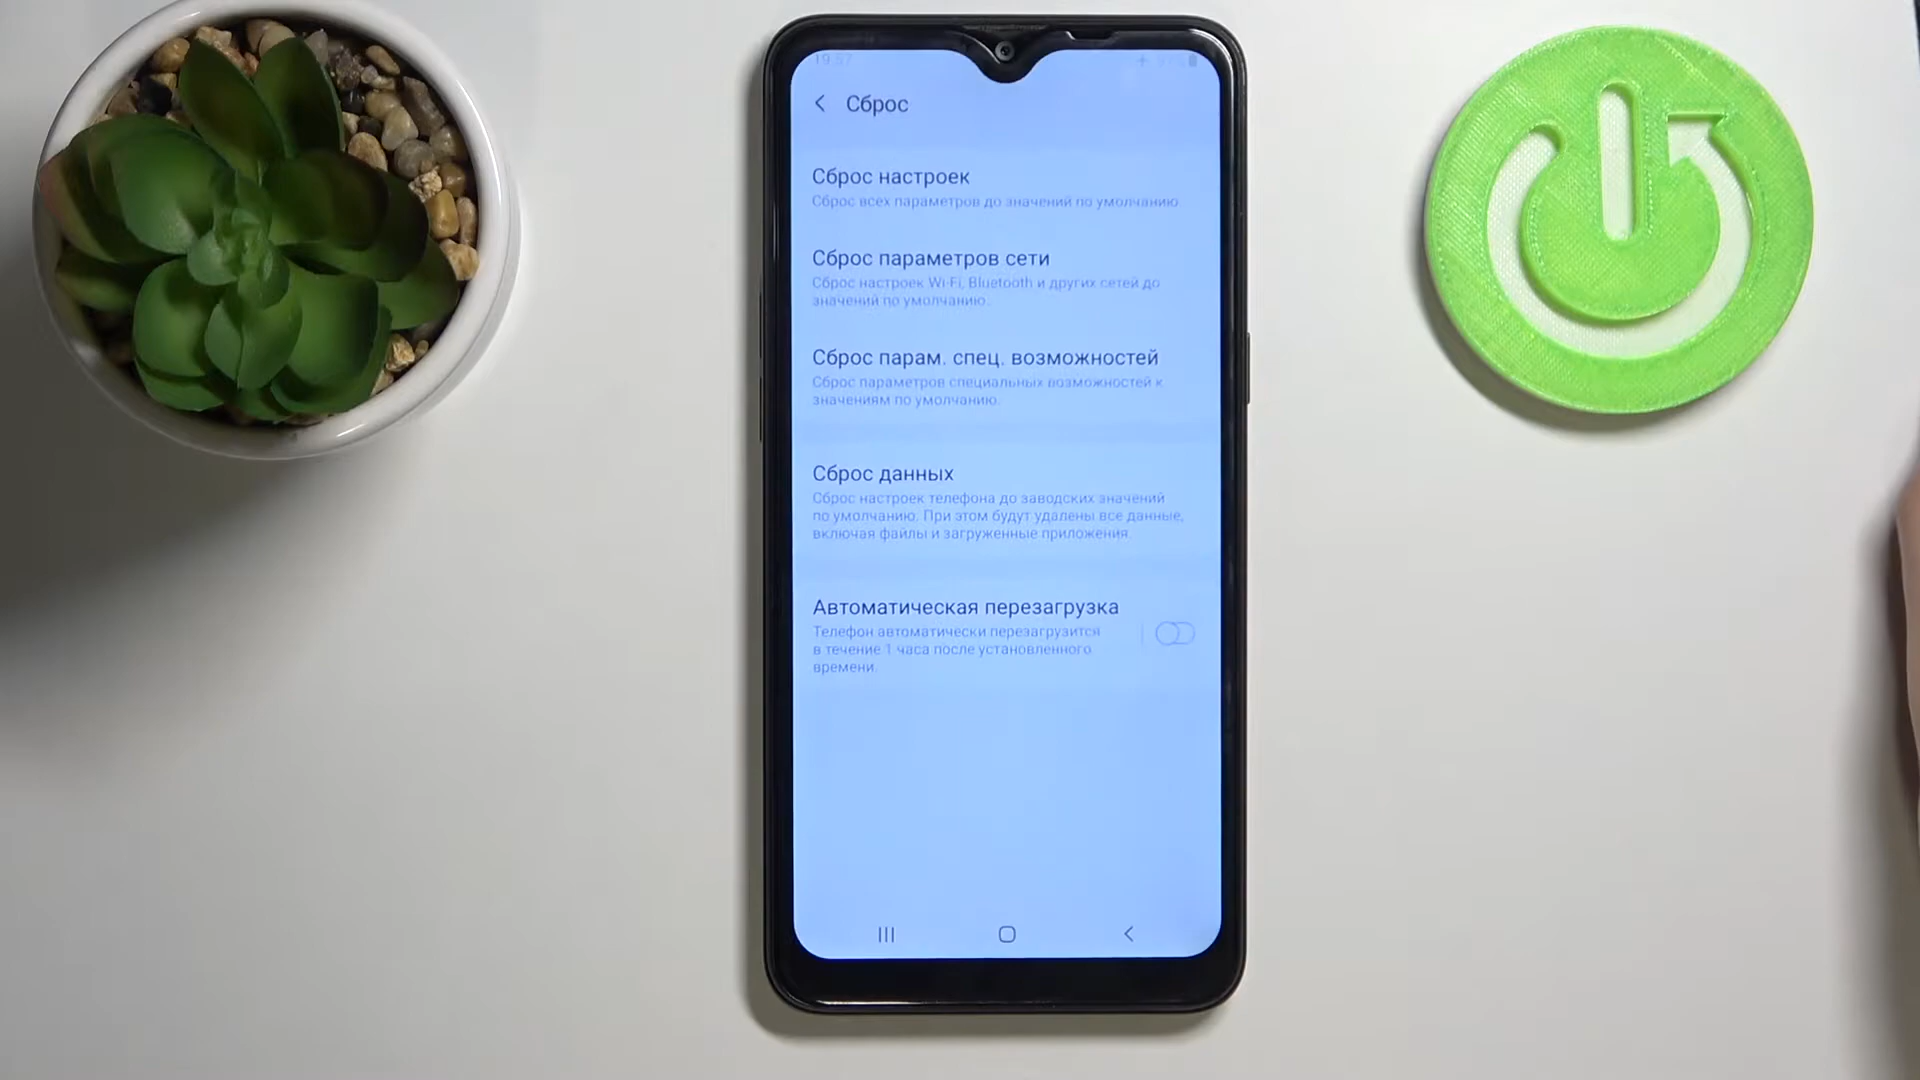 19:57
Сброс
Сброс настроек
Сброс всех параметров до значений по умолчанию.
Сброс параметров сети
Сброс настроек Wi-Fi, Bluetooth и других сетей до
значений по умолчанию.
Сброс парам. спец. возможностей
Сброс параметров специальных возможностей к
значениям по умолчанию.
Сброс данных
Сброс настроек телефона до заводских значений
по умолчанию. При этом будут удалены все данные,
включая файлы и загруженные приложения.
Автоматическая перезагрузка
Телефон автоматически перезагрузится
в течение 1 часа после установленного
времени.